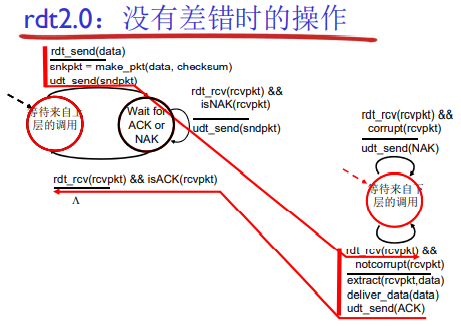 rdt2.0：没有差错时的操作
rdt_send(data)
snkpkt = make_pkt(data, checksum)
udt_send(sndpkt)
等待来自上
层的调用
Wait for
ACK or
NAK
rdt_rcv(rcvpkt) &&
isNAK(rcvpkt)
udt_send(sndpkt)
rdt_rcv(rcvpkt) && isACK(rcvpkt)
Λ
rdt_rcv(rcvpkt) &&
corrupt(rcvpkt)
udt_send(NAK)
等待来自下
层的调用
rdt_rcv(rcvpkt) &&
notcorrupt(rcvpkt)
extract(rcvpkt,data)
deliver_data(data)
udt_send(ACK)